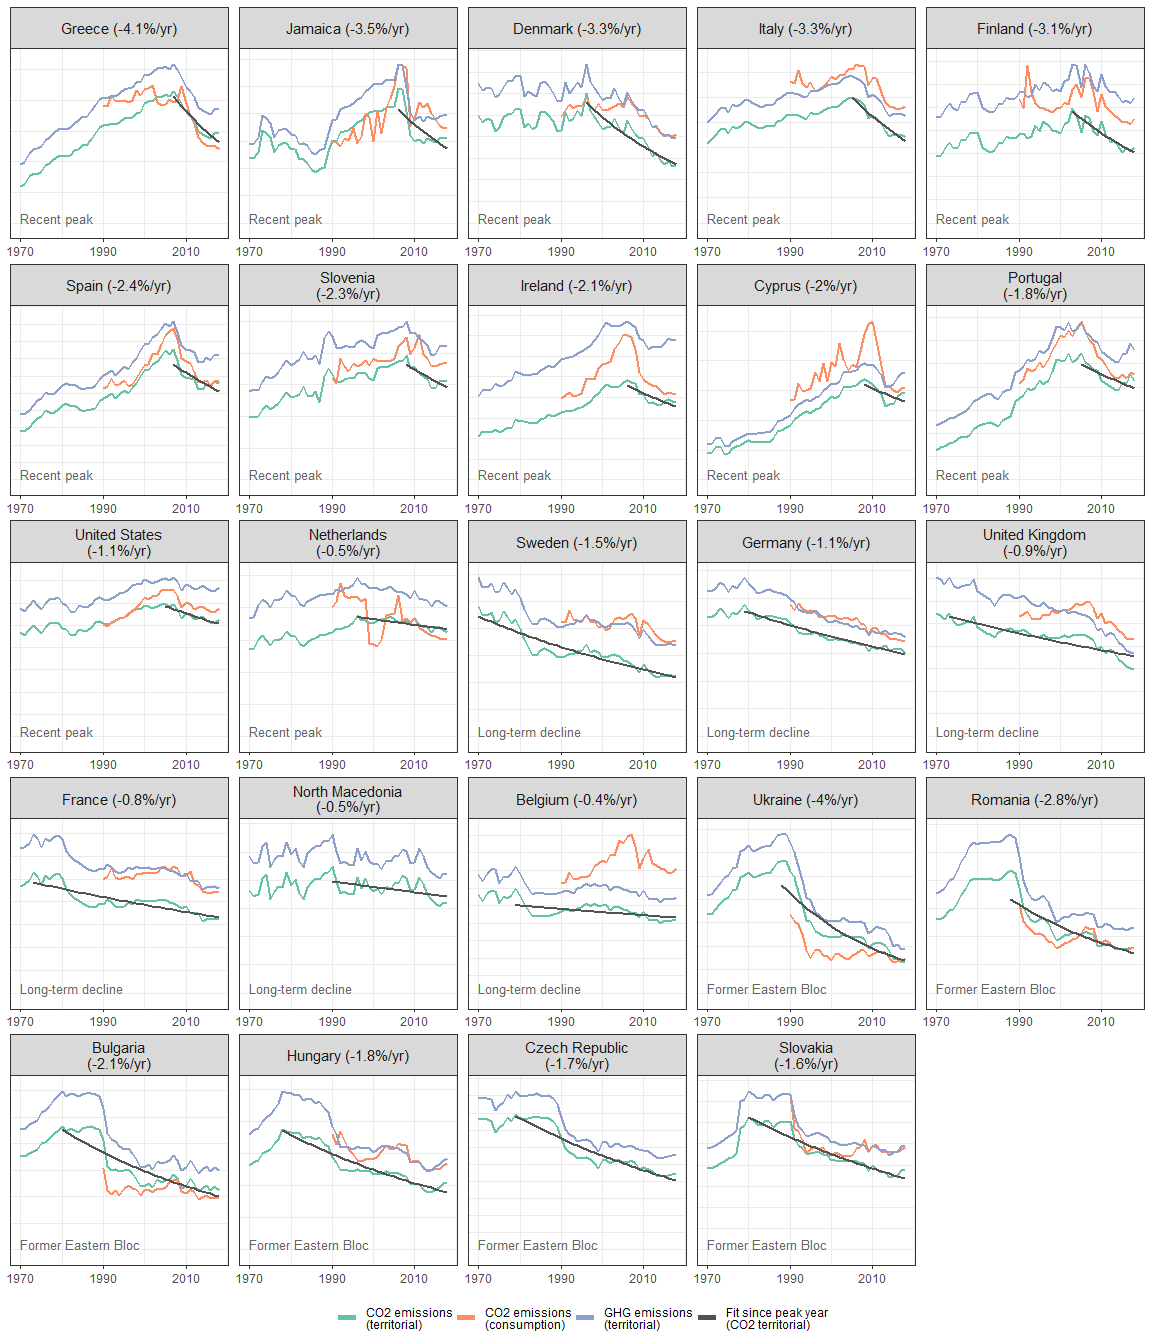 Greece (-4.1%/yr)
Jamaica (-3.5%/yr)
Denmark (-3.3%/yr)
Italy (-3.3%/yr)
Finland (-3.1%/yr)
Recent peak
Recent peak
Recent peak
Recent peak
Recent peak
1970 1990 2010
1970 1990 2010
1970 1990 2010
1970 1990 2010
1970 1990 2010
Spain (-2.4%/yr)
Slovenia
(-2.3%/yr)
Ireland (-2.1%/yr)
Cyprus (-2%/yr)
Portugal
(-1.8%/yr)
Recent peak
Recent peak
Recent peak
Recent peak
Recent peak
1970 1990 2010
1970 1990 2010
1970 1990 2010
1970 1990 2010
1970 1990 2010
United States
(-1.1%/yr)
Netherlands
(-0.5%/yr)
Sweden (-1.5%/yr)
Germany (-1.1%/yr)
United Kingdom
(-0.9%/yr)
Recent peak
Recent peak
Long-term decline
Long-term decline
Long-term decline
1970 1990 2010
1970 1990 2010
1970 1990 2010
1970 1990 2010
1970 1990 2010
France (-0.8%/yr)
North Macedonia
(-0.5%/yr)
Belgium (-0.4%/yr)
Ukraine (-4%/yr)
Romania (-2.8%/yr)
Long-term decline
Long-term decline
Long-term decline
Former Eastern Bloc
Former Eastern Bloc
1970 1990 2010
1970 1990 2010
1970 1990 2010
1970 1990 2010
1970 1990 2010
Bulgaria
(-2.1%/yr)
Hungary (-1.8%/yr)
Czech Republic
(-1.7%/yr)
Slovakia
(-1.6%/yr)
Former Eastern Bloc
Former Eastern Bloc
Former Eastern Bloc
Former Eastern Bloc
1970 1990 2010
1970 1990 2010
1970 1990 2010
1970 1990 2010
CO2 emissions
(territorial)
CO2 emissions
(consumption)
GHG emissions
(territorial)
Fit since peak year
(CO2 territorial)